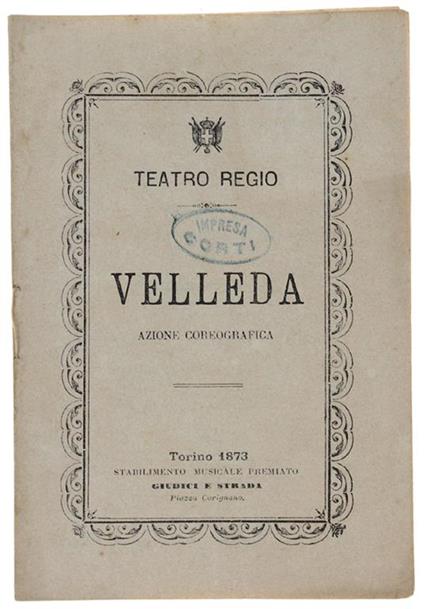 TEATRO REGIO
IMPRESA
CORTI
VELLEDA
AZIONE COREOGRAFICA
Torino 1873
STABILIMENTO MUSICALE PREMIATO
GIUDICI E STRADA
Piazza Carignano.